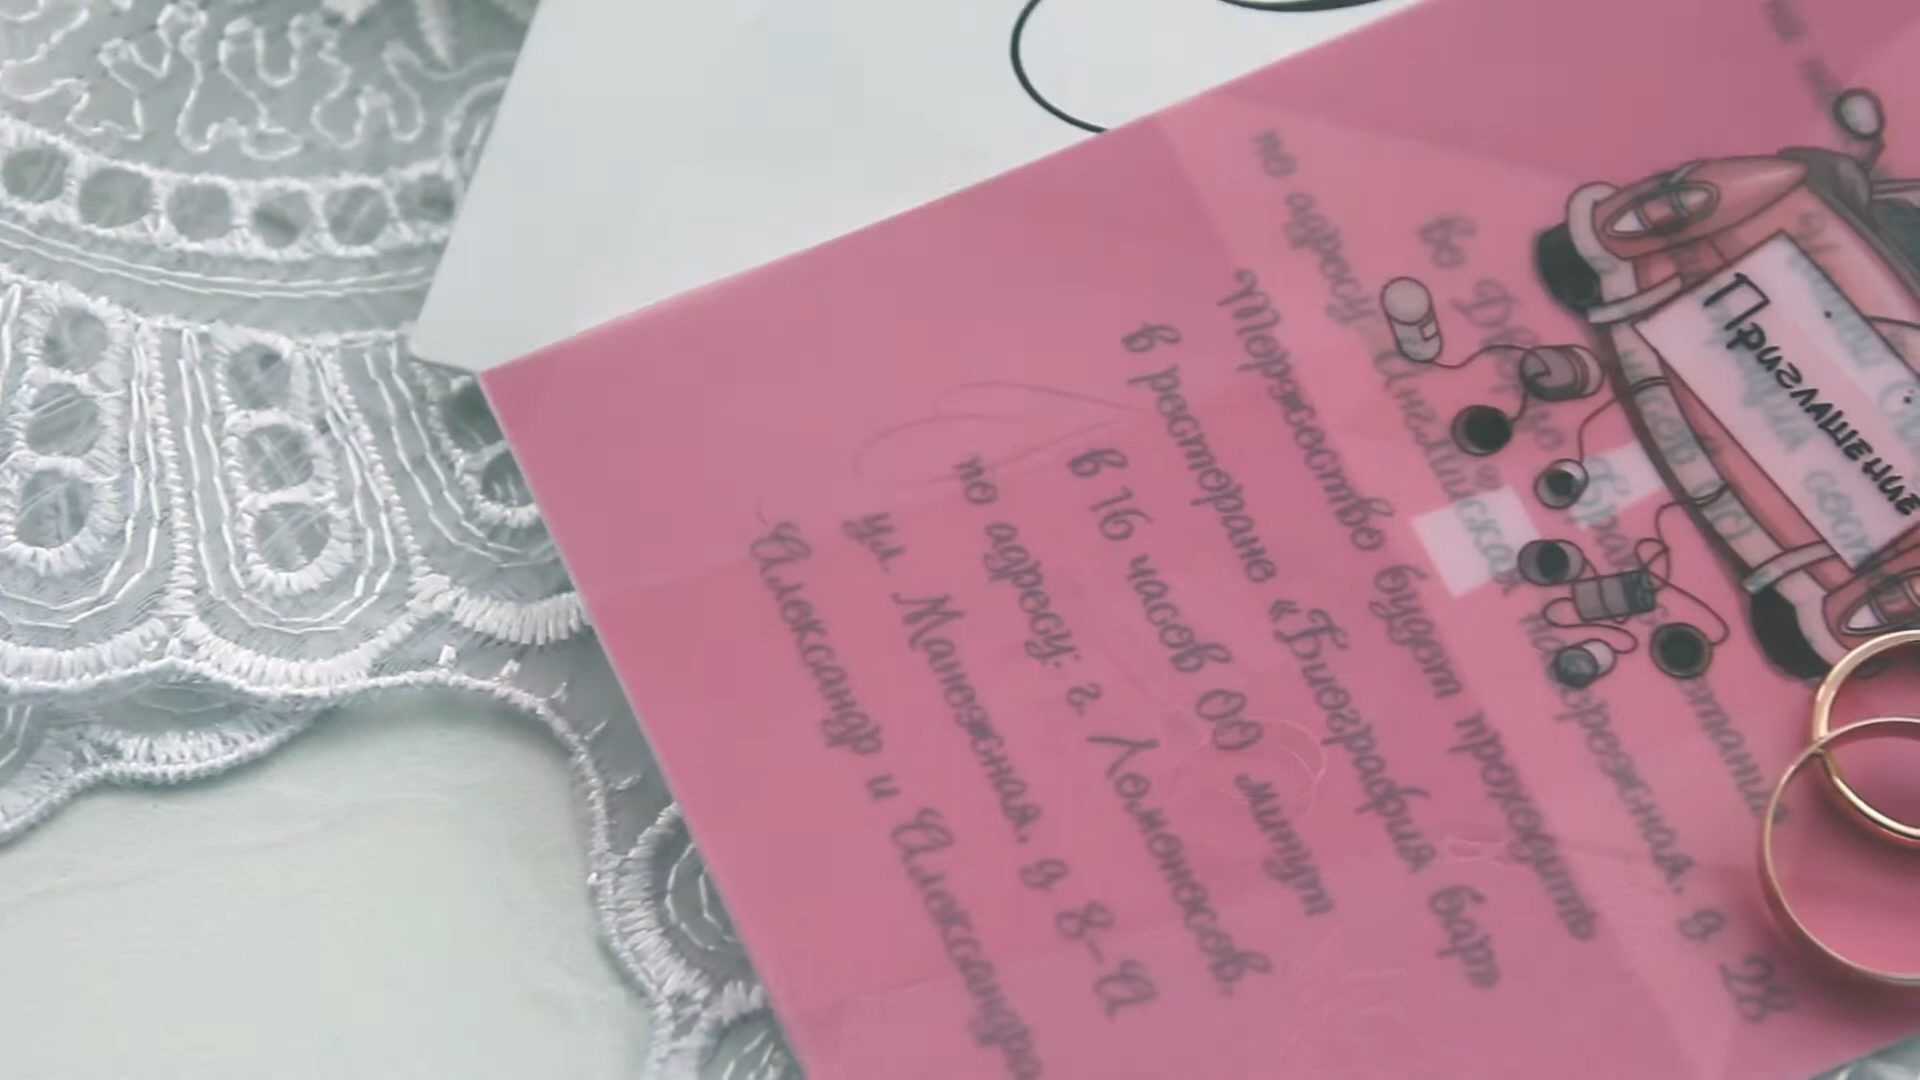 Приглашение
во Дворце Бракосочетания
по адресу: Английская набережная, д 28
Торжество будет проходить
в ресторане «Биография бар»
в 16 часов 00 минут
по адресу: г. Ломоносов,
ул. Манежная, д 8-А
Александр и Александра